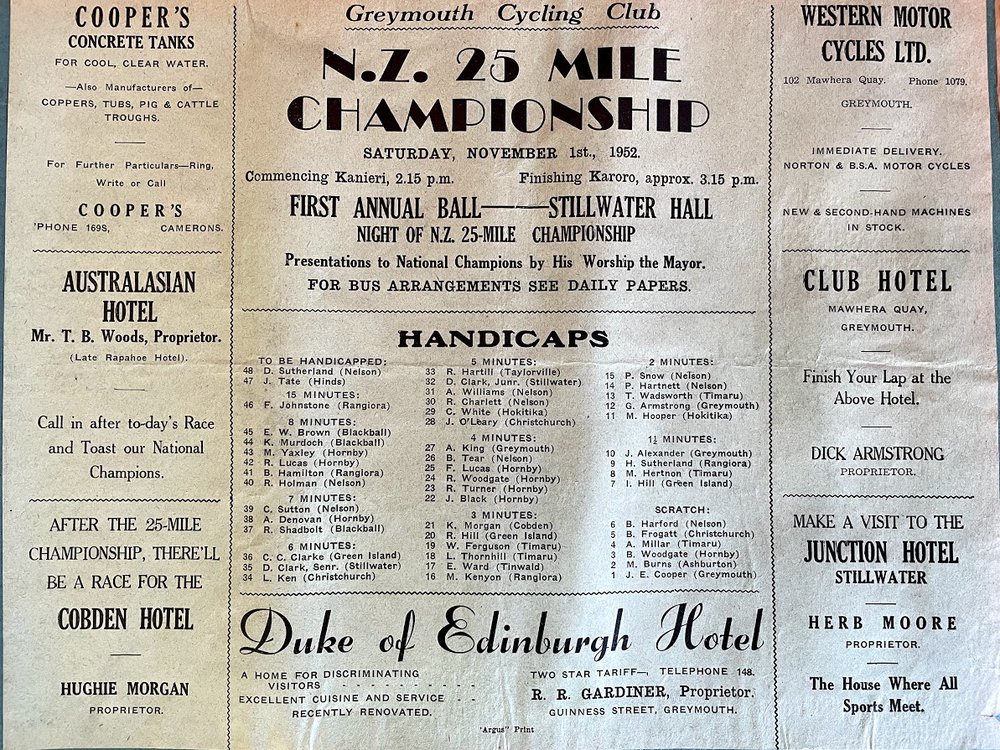 COOPER'S
CONCRETE TANKS
FOR COOL, CLEAR WATER.
—Also Manufacturers of—
COPPERS, TUBS, PIG & CATTLE
TROUGHS.
For Further Particulars—Ring,
Write or Call
COOPER'S
'PHONE 169S, CAMERONS.
AUSTRALASIAN
HOTEL
Mr. T. B. Woods, Proprietor.
(Late Rapahoe Hotel).
Call in after to-day's Race
and Toast our National
Champions.
AFTER THE 25-MILE
CHAMPIONSHIP, THERE'LL
BE A RACE FOR THE
COBDEN HOTEL
HUGHIE MORGAN
PROPRIETOR.
Greymouth Cycling Club
N.Z. 25 MILE
CHAMPIONSHIP
SATURDAY, NOVEMBER 1st., 1952.
Commencing Kanieri, 2.15 p.m. Finishing Karoro, approx. 3.15 p.m.
FIRST ANNUAL BALL——STILLWATER HALL
NIGHT OF N.Z. 25-MILE CHAMPIONSHIP
Presentations to National Champions by His Worship the Mayor.
FOR BUS ARRANGEMENTS SEE DAILY PAPERS.
HANDICAPS
TO BE HANDICAPPED:
48 D. Sutherland (Nelson)
47 J. Tate (Hinds)
15 MINUTES:
46 F. Johnstone (Rangiora)
8 MINUTES:
45 E. W. Brown (Blackball)
44 K. Murdoch (Blackball)
43 M. Yaxley (Hornby)
42 R. Lucas (Hornby)
41 B. Hamilton (Rangiora)
40 R. Holman (Nelson)
7 MINUTES:
39 C. Sutton (Nelson)
38 A. Denovan (Hornby)
37 R. Shadbolt (Blackball)
6 MINUTES:
36 C. C. Clarke (Green Island)
35 D. Clark, Senr. (Stillwater)
34 L. Ken (Christchurch)
5 MINUTES:
33 R. Hartill (Taylorville)
32 D. Clark, Junr. (Stillwater)
31 A. Williams (Nelson)
30 R. Charlett (Nelson)
29 C. White (Hokitika)
28 J. O'Leary (Christchurch)
4 MINUTES:
27 A. King (Greymouth)
26 B. Tear (Nelson)
25 F. Lucas (Hornby)
24 R. Woodgate (Hornby)
23 R. Turner (Hornby)
22 J. Black (Hornby)
3 MINUTES:
21 K. Morgan (Cobden)
20 R. Hill (Green Island)
19 W. Ferguson (Timaru)
18 L. Thornhill (Timaru)
17 E. Ward (Tinwald)
16 M. Kenyon (Rangiora)
2 MINUTES:
15 P. Snow (Nelson)
14 P. Hartnett (Nelson)
13 T. Wadsworth (Timaru)
12 G. Armstrong (Greymouth)
11 M. Hooper (Hokitika)
1½ MINUTES:
10 J. Alexander (Greymouth)
9 H. Sutherland (Rangiora)
8 M. Hertnon (Timaru)
7 I. Hill (Green Island)
SCRATCH:
6 B. Harford (Nelson)
5 B. Frogatt (Christchurch)
4 A. Millar (Timaru)
3 B. Woodgate (Hornby)
2 M. Burns (Ashburton)
1 J. E. Cooper (Greymouth)
Duke of Edinburgh Hotel
A HOME FOR DISCRIMINATING
VISITORS . . . . . . . . . .
EXCELLENT CUISINE AND SERVICE . . .
RECENTLY RENOVATED.
TWO STAR TARIFF—, TELEPHONE 148.
R. R. GARDINER, Proprietor.
GUINNESS STREET, GREYMOUTH.
'Argus" Print
WESTERN MOTOR
CYCLES LTD.
102 Mawhera Quay. Phone 1079.
GREYMOUTH.
IMMEDIATE DELIVERY.
NORTON & B.S.A. MOTOR CYCLES
NEW & SECOND-HAND MACHINES
IN STOCK.
CLUB HOTEL
MAWHERA QUAY,
GREYMOUTH.
Finish Your Lap at the
Above Hotel.
DICK ARMSTRONG
PROPRIETOR.
MAKE A VISIT TO THE
JUNCTION HOTEL
STILLWATER
HERB MOORE
PROPRIETOR.
The House Where All
Sports Meet.